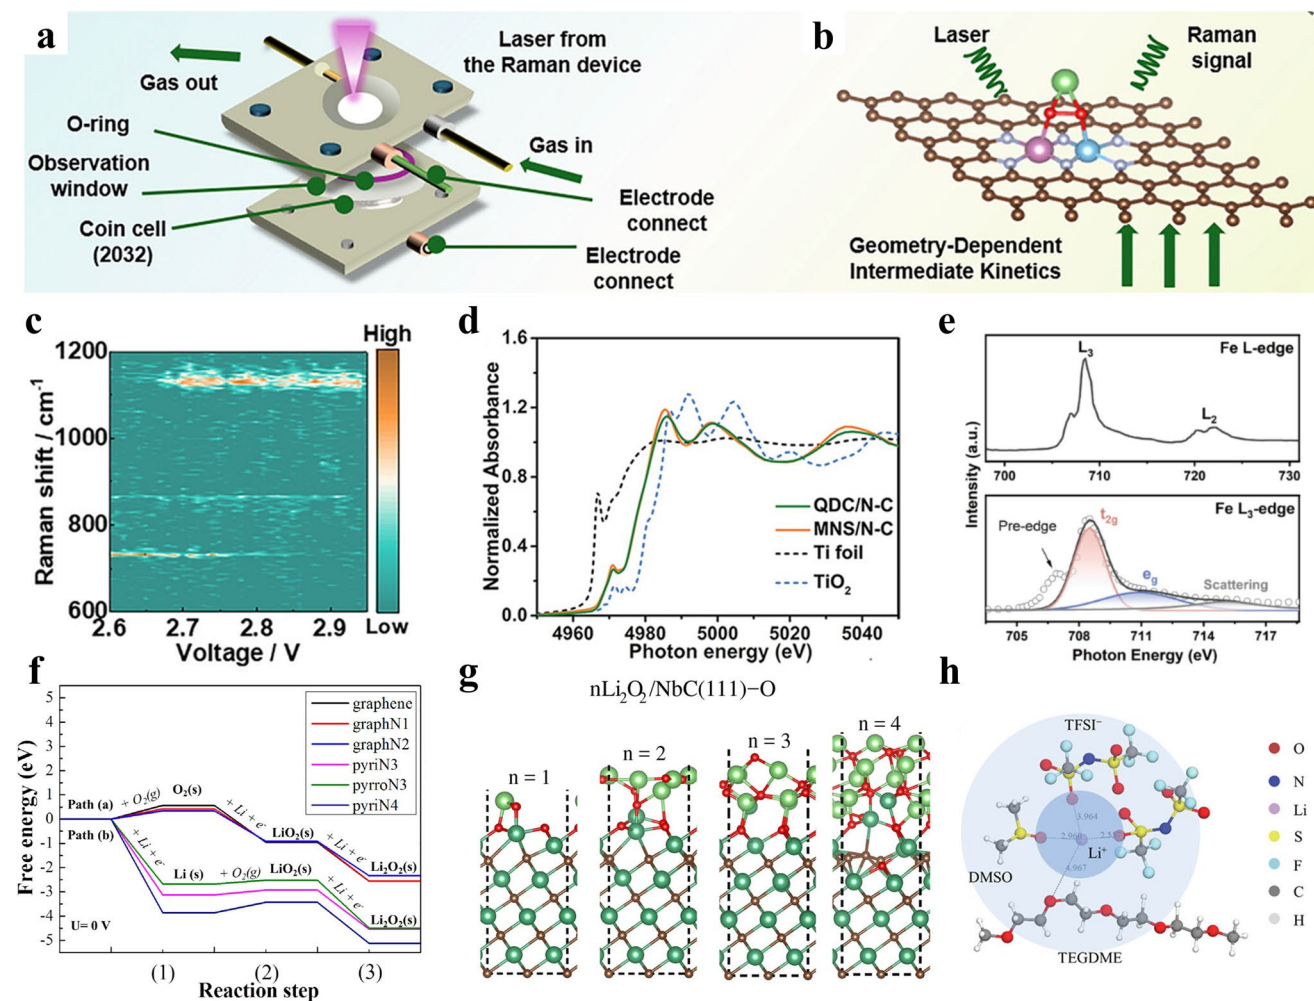 a
Laser from
the Raman device
Gas out
O-ring
Observation
window
Coin cell
(2032)
Gas in
Electrode
connect
Electrode
connect
b
Laser
Raman
signal
Geometry-Dependent
Intermediate Kinetics
c
High
Low
Raman shift / cm⁻¹
1200
1000
800
600
2.6 2.7 2.8 2.9
Voltage / V
d
Normalized Absorbance
1.6
1.2
0.8
0.4
0.0
QDC/N-C
MNS/N-C
Ti foil
TiO₂
4960 4980 5000 5020 5040
Photon energy (eV)
e
Intensity (a.u.)
Fe L-edge
L₃
L₂
700 710 720 730
Fe L₃-edge
Pre-edge
t₂g
e_g
Scattering
705 708 711 714 717
Photon Energy (eV)
f
Free energy (eV)
5
4
3
2
1
0
-1
-2
-3
-4
-5
graphene
graphN1
graphN2
pyriN3
pyrroN3
pyriN4
Path (a)
+ O₂(g)
O₂(s)
+ Li + e⁻
LiO₂(s)
+ Li + e⁻
Li₂O₂(s)
Path (b)
+ Li + e⁻
Li (s)
+ O₂(g)
LiO₂(s)
+ Li + e⁻
Li₂O₂(s)
U= 0 V
(1) (2) (3)
Reaction step
g
nLi₂O₂/NbC(111)−O
n = 1
n = 2
n = 3
n = 4
h
TFSI⁻
3.964
Li⁺
4.967
DMSO
TEGDME
O
N
Li
S
F
C
H